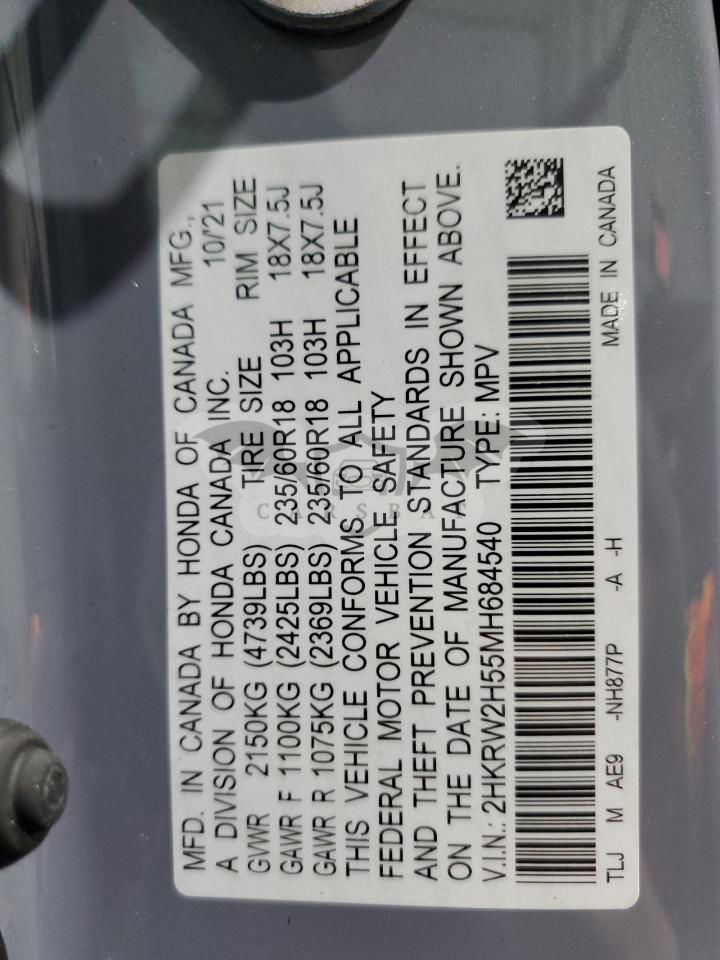 MFD. IN CANADA BY HONDA OF CANADA MFG.,
A DIVISION OF HONDA CANADA INC. 10/'21
GVWR 2150KG (4739LBS) TIRE SIZE RIM SIZE
GAWR F 1100KG (2425LBS) 235/60R18 103H 18X7.5J
GAWR R 1075KG (2369LBS) 235/60R18 103H 18X7.5J
THIS VEHICLE CONFORMS TO ALL APPLICABLE
FEDERAL MOTOR VEHICLE SAFETY
AND THEFT PREVENTION STANDARDS IN EFFECT
ON THE DATE OF MANUFACTURE SHOWN ABOVE.
V.I.N.: 2HKRW2H55MH684540 TYPE: MPV
TLJ M AE9 -NH877P -A -H MADE IN CANADA